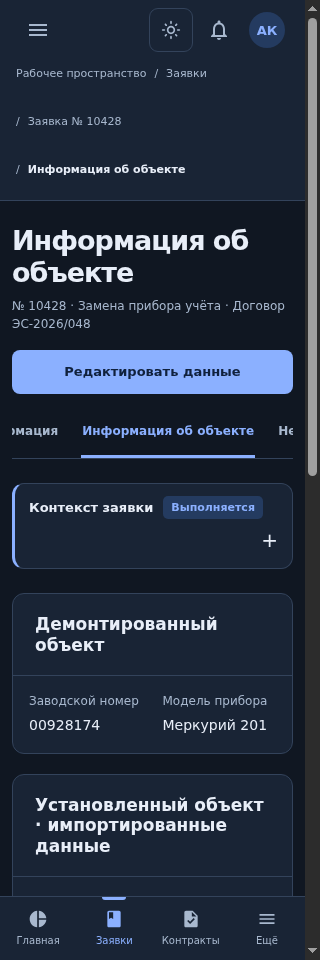 АК
Рабочее пространство / Заявки
/ Заявка № 10428
/ Информация об объекте
Информация об
объекте
№ 10428 · Замена прибора учёта · Договор
ЭС-2026/048
Редактировать данные
Информация об объекте
Контекст заявки Выполняется
+
Демонтированный
объект
Заводской номер Модель прибора
00928174 Меркурий 201
Установленный объект
· импортированные
данные
Главная Заявки Контракты Ещё